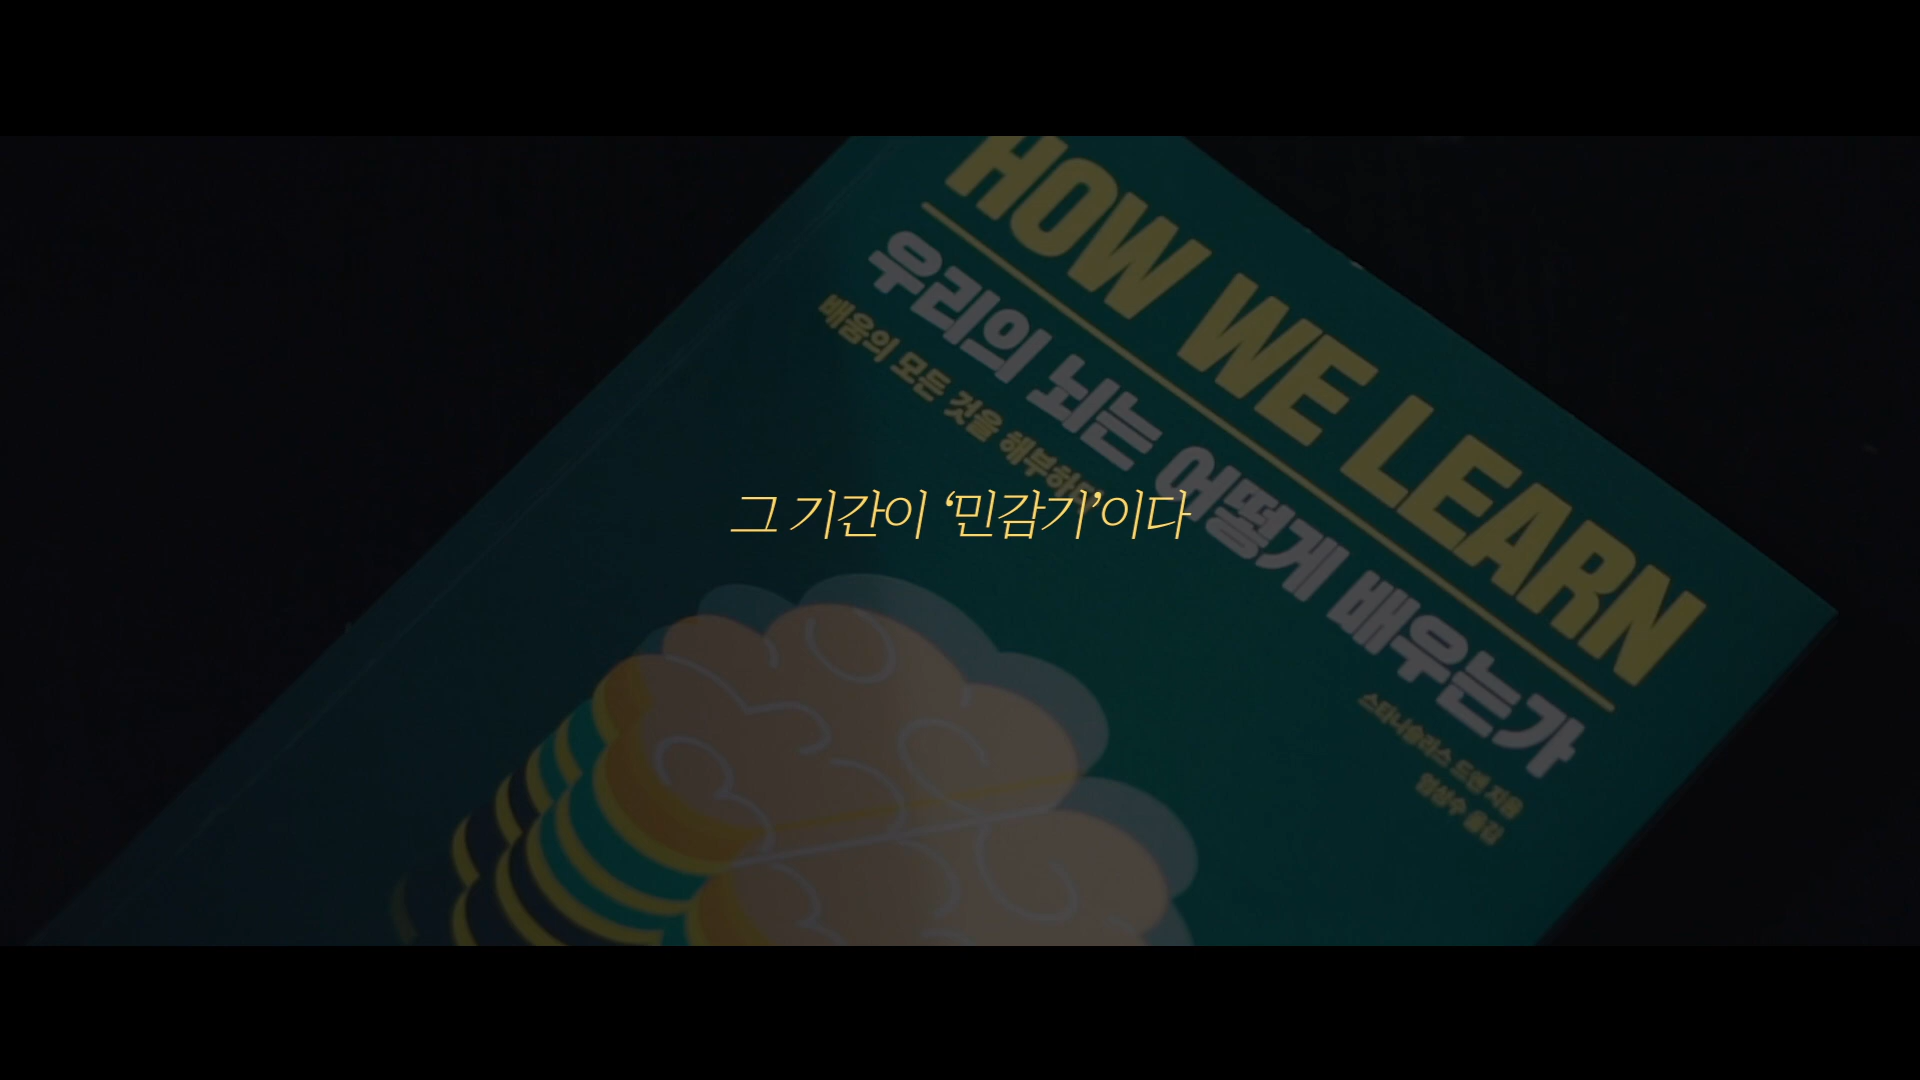 HOW WE LEARN
우리의 뇌는 어떻게 배우는가
배움의 모든 것을 해부하다
그 기간이 ‘민감기’이다
스타니슬라스 드앤 지음
엄성수 옮김